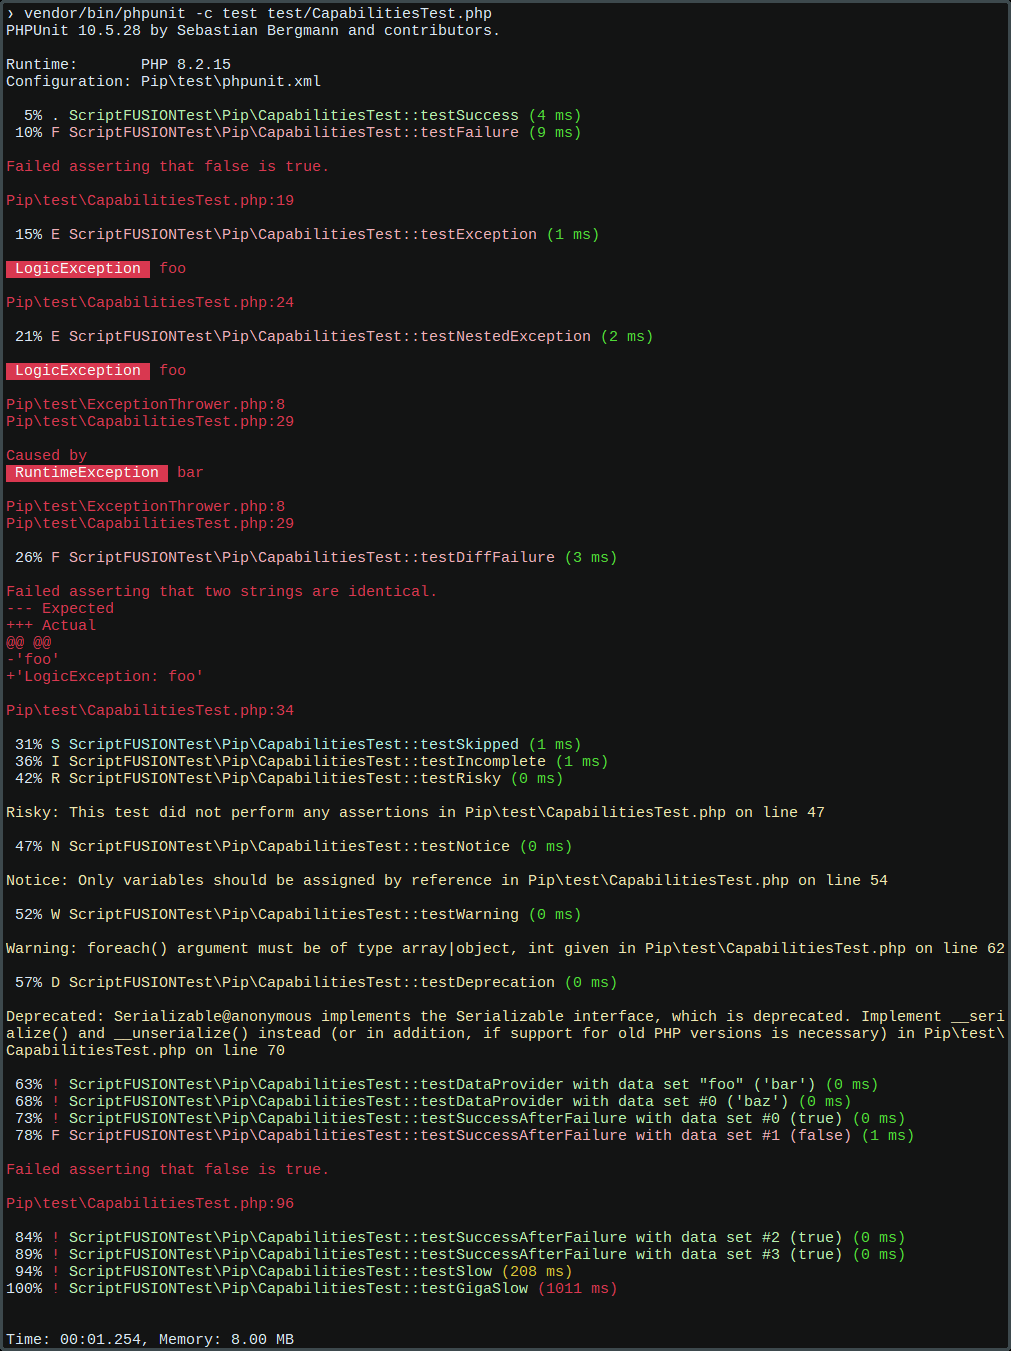 ❯ vendor/bin/phpunit -c test test/CapabilitiesTest.php
PHPUnit 10.5.28 by Sebastian Bergmann and contributors.
Runtime:       PHP 8.2.15
Configuration: Pip\test\phpunit.xml
  5% . ScriptFUSIONTest\Pip\CapabilitiesTest::testSuccess (4 ms)
 10% F ScriptFUSIONTest\Pip\CapabilitiesTest::testFailure (9 ms)
Failed asserting that false is true.
Pip\test\CapabilitiesTest.php:19
 15% E ScriptFUSIONTest\Pip\CapabilitiesTest::testException (1 ms)
 LogicException  foo
Pip\test\CapabilitiesTest.php:24
 21% E ScriptFUSIONTest\Pip\CapabilitiesTest::testNestedException (2 ms)
 LogicException  foo
Pip\test\ExceptionThrower.php:8
Pip\test\CapabilitiesTest.php:29
Caused by
 RuntimeException  bar
Pip\test\ExceptionThrower.php:8
Pip\test\CapabilitiesTest.php:29
 26% F ScriptFUSIONTest\Pip\CapabilitiesTest::testDiffFailure (3 ms)
Failed asserting that two strings are identical.
--- Expected
+++ Actual
@@ @@
-'foo'
+'LogicException: foo'
Pip\test\CapabilitiesTest.php:34
 31% S ScriptFUSIONTest\Pip\CapabilitiesTest::testSkipped (1 ms)
 36% I ScriptFUSIONTest\Pip\CapabilitiesTest::testIncomplete (1 ms)
 42% R ScriptFUSIONTest\Pip\CapabilitiesTest::testRisky (0 ms)
Risky: This test did not perform any assertions in Pip\test\CapabilitiesTest.php on line 47
 47% N ScriptFUSIONTest\Pip\CapabilitiesTest::testNotice (0 ms)
Notice: Only variables should be assigned by reference in Pip\test\CapabilitiesTest.php on line 54
 52% W ScriptFUSIONTest\Pip\CapabilitiesTest::testWarning (0 ms)
Warning: foreach() argument must be of type array|object, int given in Pip\test\CapabilitiesTest.php on line 62
 57% D ScriptFUSIONTest\Pip\CapabilitiesTest::testDeprecation (0 ms)
Deprecated: Serializable@anonymous implements the Serializable interface, which is deprecated. Implement __seri
alize() and __unserialize() instead (or in addition, if support for old PHP versions is necessary) in Pip\test\
CapabilitiesTest.php on line 70
 63% ! ScriptFUSIONTest\Pip\CapabilitiesTest::testDataProvider with data set "foo" ('bar') (0 ms)
 68% ! ScriptFUSIONTest\Pip\CapabilitiesTest::testDataProvider with data set #0 ('baz') (0 ms)
 73% ! ScriptFUSIONTest\Pip\CapabilitiesTest::testSuccessAfterFailure with data set #0 (true) (0 ms)
 78% F ScriptFUSIONTest\Pip\CapabilitiesTest::testSuccessAfterFailure with data set #1 (false) (1 ms)
Failed asserting that false is true.
Pip\test\CapabilitiesTest.php:96
 84% ! ScriptFUSIONTest\Pip\CapabilitiesTest::testSuccessAfterFailure with data set #2 (true) (0 ms)
 89% ! ScriptFUSIONTest\Pip\CapabilitiesTest::testSuccessAfterFailure with data set #3 (true) (0 ms)
 94% ! ScriptFUSIONTest\Pip\CapabilitiesTest::testSlow (208 ms)
100% ! ScriptFUSIONTest\Pip\CapabilitiesTest::testGigaSlow (1011 ms)
Time: 00:01.254, Memory: 8.00 MB